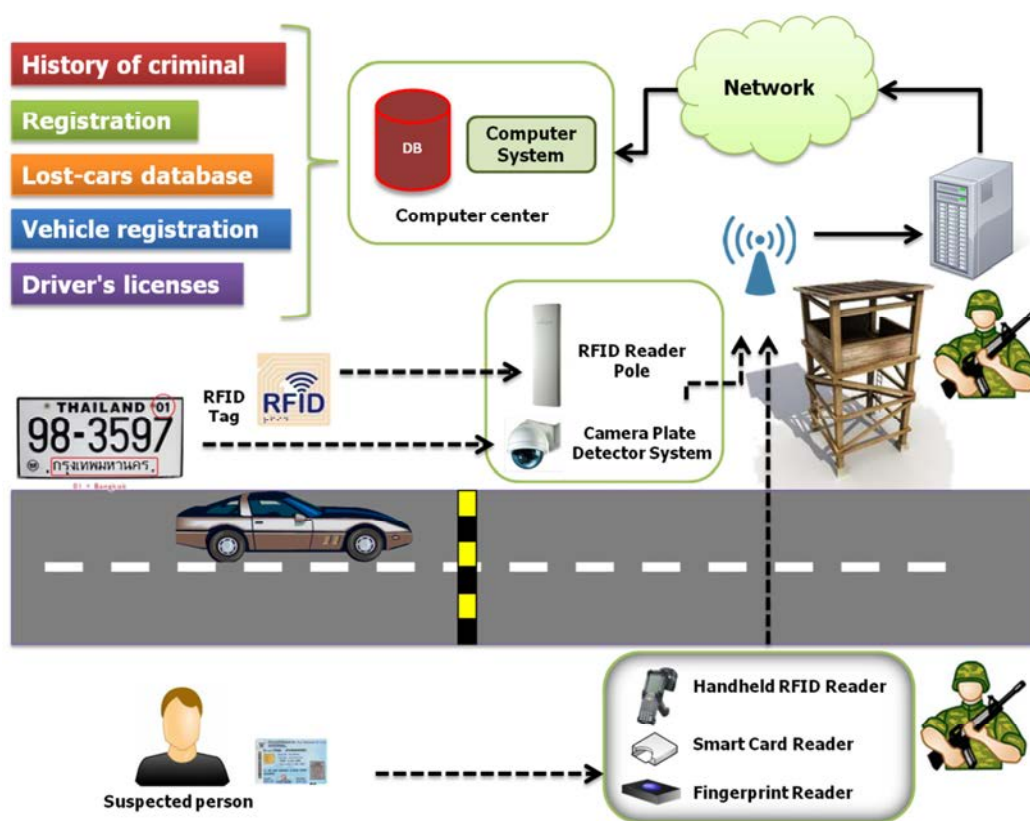 History of criminal
Registration
Lost-cars database
Vehicle registration
Driver's licenses
DB
Computer
System
Computer center
Network
RFID Reader
Pole
Camera Plate
Detector System
RFID
Tag
RFID
THAILAND 01
98-3597
กรุงเทพมหานคร
01 = Bangkok
Suspected person
Handheld RFID Reader
Smart Card Reader
Fingerprint Reader